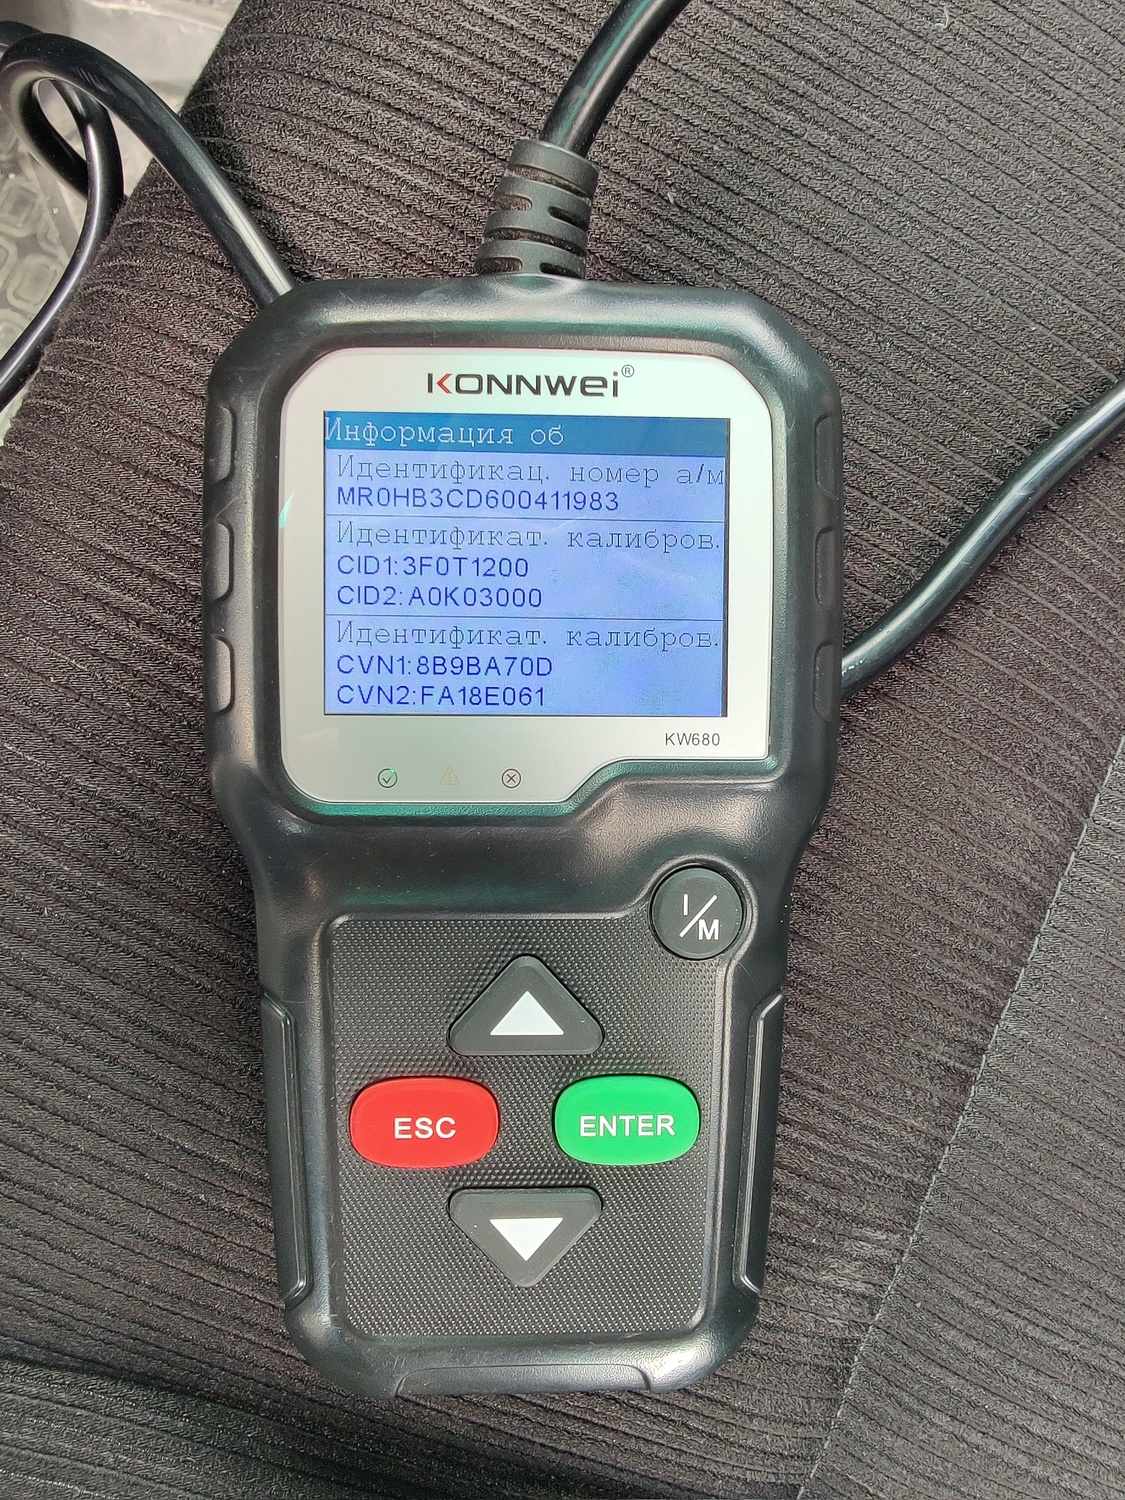 KONNWEI®
Информация об
Идентификац. номер а/м
MR0HB3CD600411983
Идентификат. калибров.
CID1:3F0T1200
CID2:A0K03000
Идентификат. калибров.
CVN1:8B9BA70D
CVN2:FA18E061
KW680
I/M
ESC
ENTER